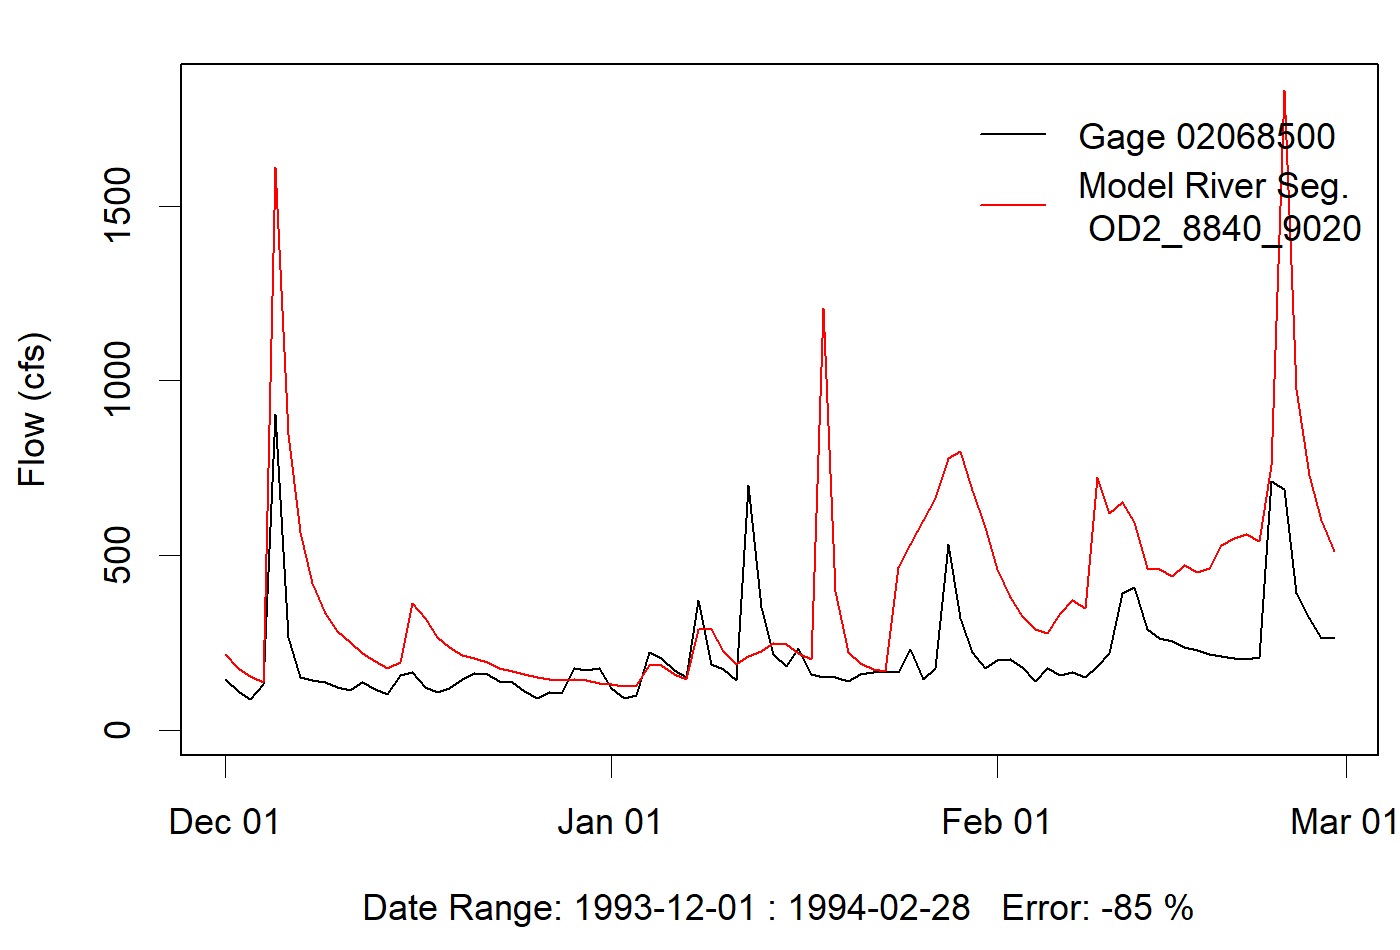 Gage 02068500
Model River Seg.
OD2_8840_9020
Flow (cfs)
1500
1000
500
0
Dec 01
Jan 01
Feb 01
Mar 01
Date Range: 1993-12-01 : 1994-02-28 Error: -85 %